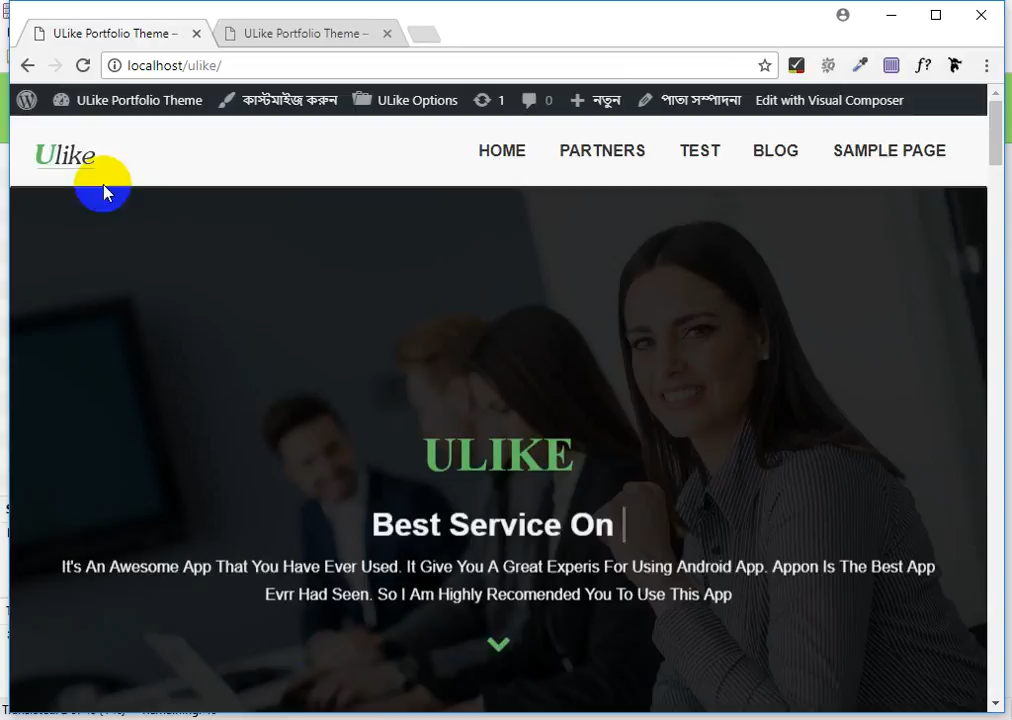 ULike Portfolio Theme –
ULike Portfolio Theme –
localhost/ulike/
f?
ULike Portfolio Theme কাস্টমাইজ করুন ULike Options 1 0 নতুন পাতা সম্পাদনা Edit with Visual Composer
Ulike
HOME PARTNERS TEST BLOG SAMPLE PAGE
ULIKE
Best Service On
It's An Awesome App That You Have Ever Used. It Give You A Great Experis For Using Android App. Appon Is The Best App
Evrr Had Seen. So I Am Highly Recomended You To Use This App